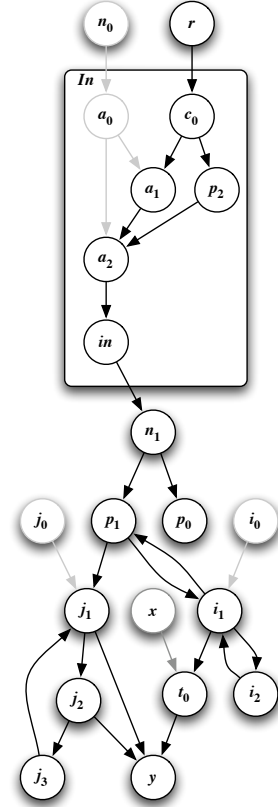 n₀ r
In
a₀ c₀
a₁ p₂
a₂
in
n₁
j₀ p₁ p₀ i₀
j₁ x i₁
j₂ t₀ i₂
j₃ y